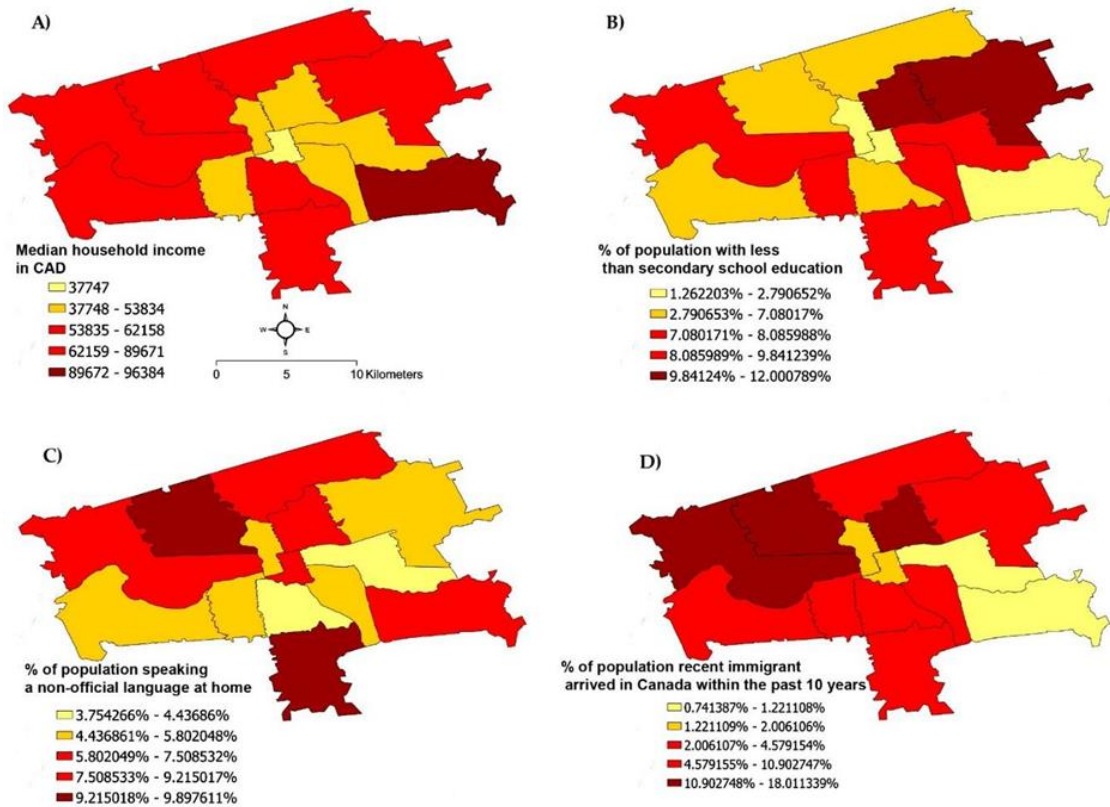 A)
Median household income
in CAD
37747
37748 - 53834
53835 - 62158
62159 - 89671
89672 - 96384
N
W E
S
0 5 10 Kilometers
B)
% of population with less
than secondary school education
1.262203% - 2.790652%
2.790653% - 7.08017%
7.080171% - 8.085988%
8.085989% - 9.841239%
9.84124% - 12.000789%
C)
% of population speaking
a non-official language at home
3.754266% - 4.43686%
4.436861% - 5.802048%
5.802049% - 7.508532%
7.508533% - 9.215017%
9.215018% - 9.897611%
D)
% of population recent immigrant
arrived in Canada within the past 10 years
0.741387% - 1.221108%
1.221109% - 2.006106%
2.006107% - 4.579154%
4.579155% - 10.902747%
10.902748% - 18.011339%